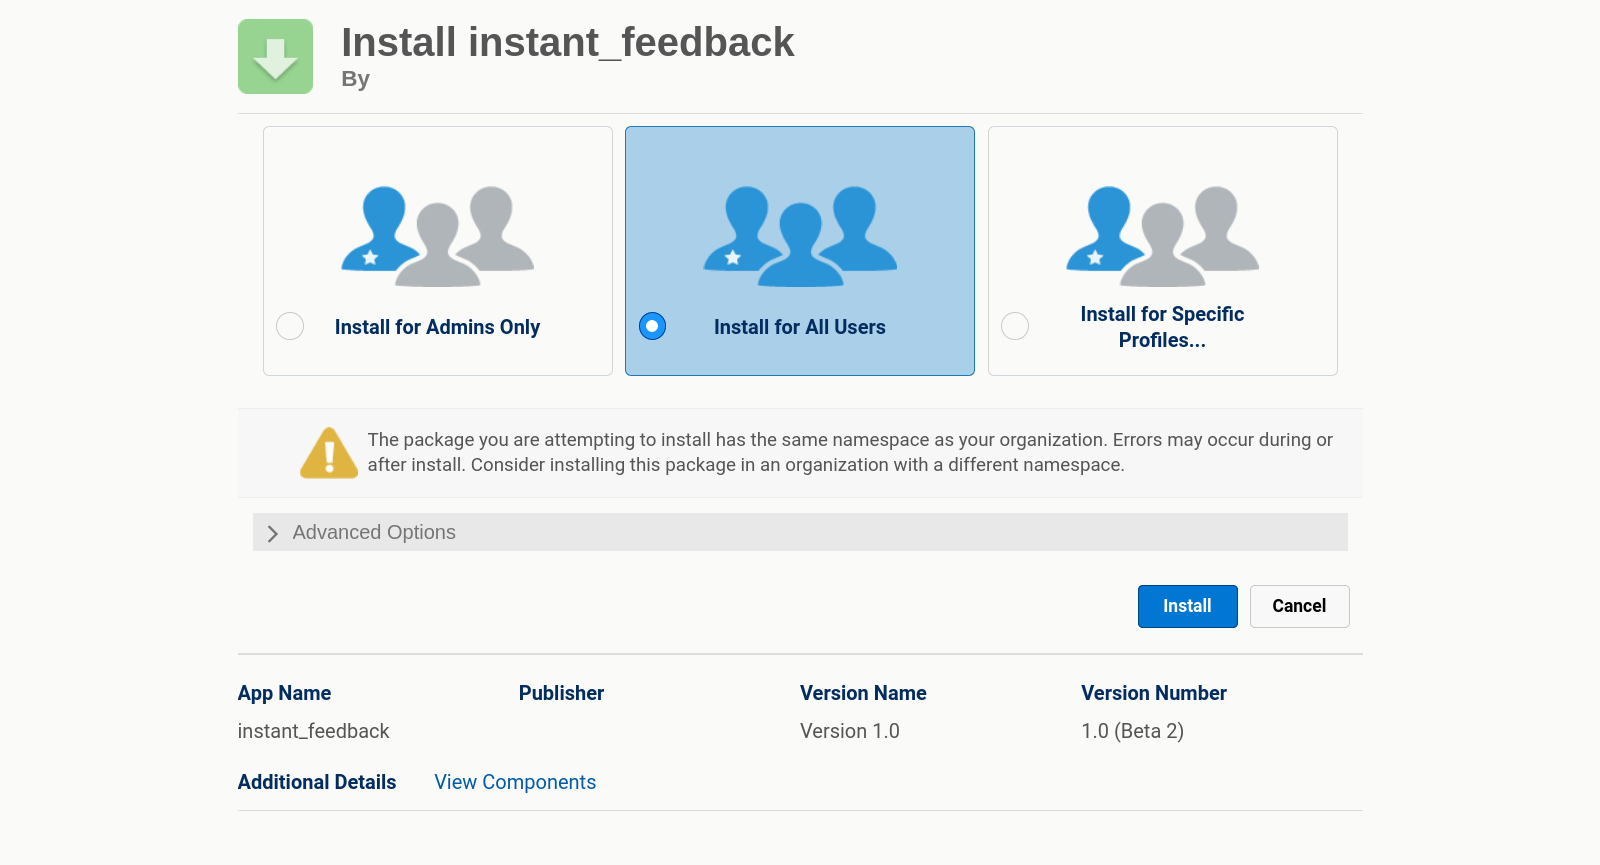 Install instant_feedback
By
Install for Admins Only
Install for All Users
Install for Specific
Profiles...
The package you are attempting to install has the same namespace as your organization. Errors may occur during or
after install. Consider installing this package in an organization with a different namespace.
Advanced Options
Install
Cancel
App Name
Publisher
Version Name
Version Number
instant_feedback
Version 1.0
1.0 (Beta 2)
Additional Details
View Components